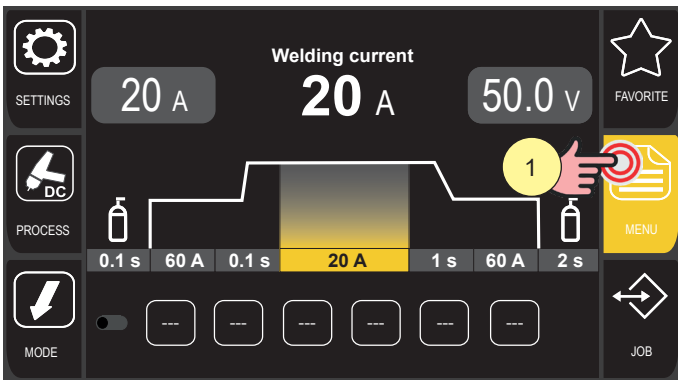 SETTINGS
DC
PROCESS
MODE
Welding current
20 A
20 A
50.0 V
0.1 s
60 A
0.1 s
20 A
1 s
60 A
2 s
---
---
---
---
---
---
FAVORITE
1
MENU
JOB